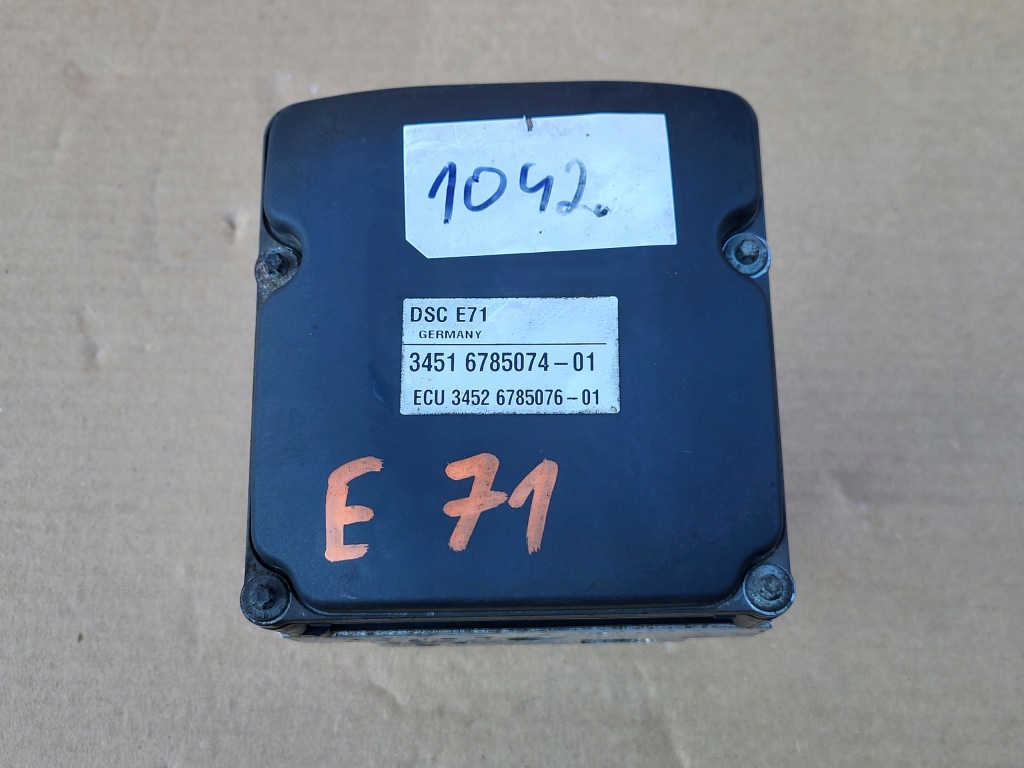 1042.
DSC E71
GERMANY
3451 6785074-01
ECU 3452 6785076-01
E 71